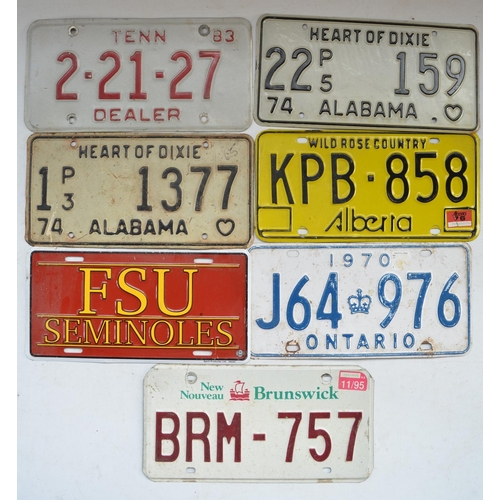 TENN 83
2-21-27
DEALER
HEART OF DIXIE
22 P5 159
74 ALABAMA
HEART OF DIXIE
1 P3 1377
74 ALABAMA
WILD ROSE COUNTRY
KPB·858
Alberta
FSU
SEMINOLES
1970
J64 976
ONTARIO
New Nouveau Brunswick
11/95
BRM-757